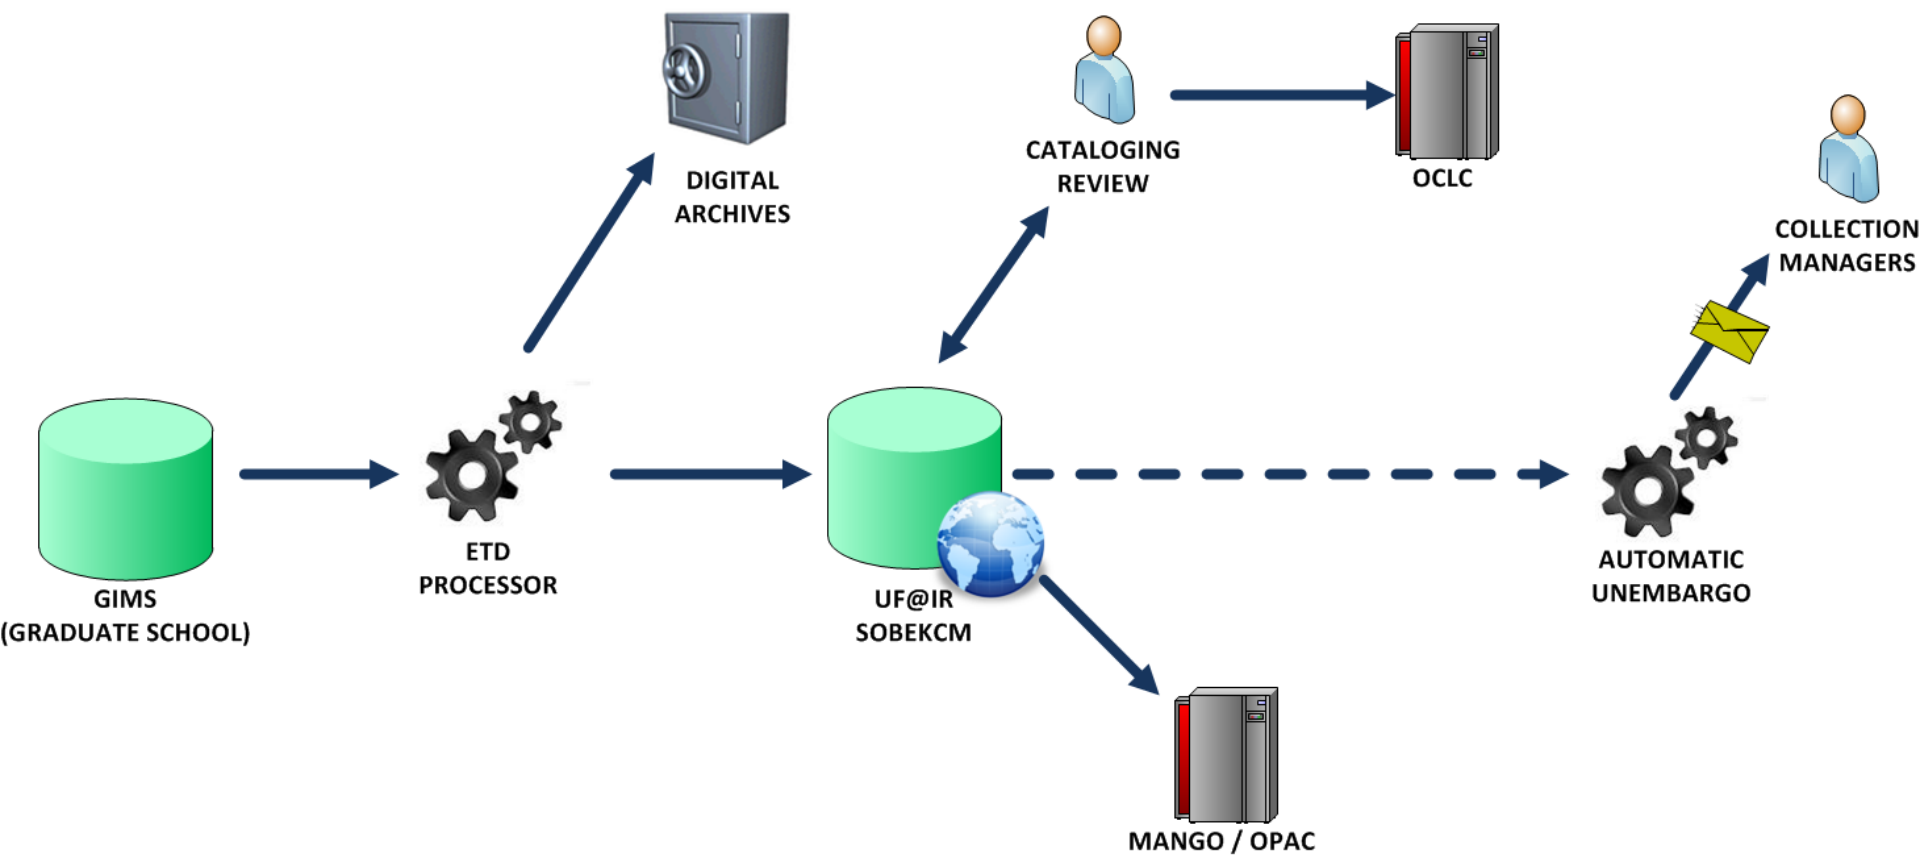 DIGITAL
ARCHIVES
CATALOGING
REVIEW
OCLC
COLLECTION
MANAGERS
GIMS
(GRADUATE SCHOOL)
ETD
PROCESSOR
UF@IR
SOBEKCM
AUTOMATIC
UNEMBARGO
MANGO / OPAC